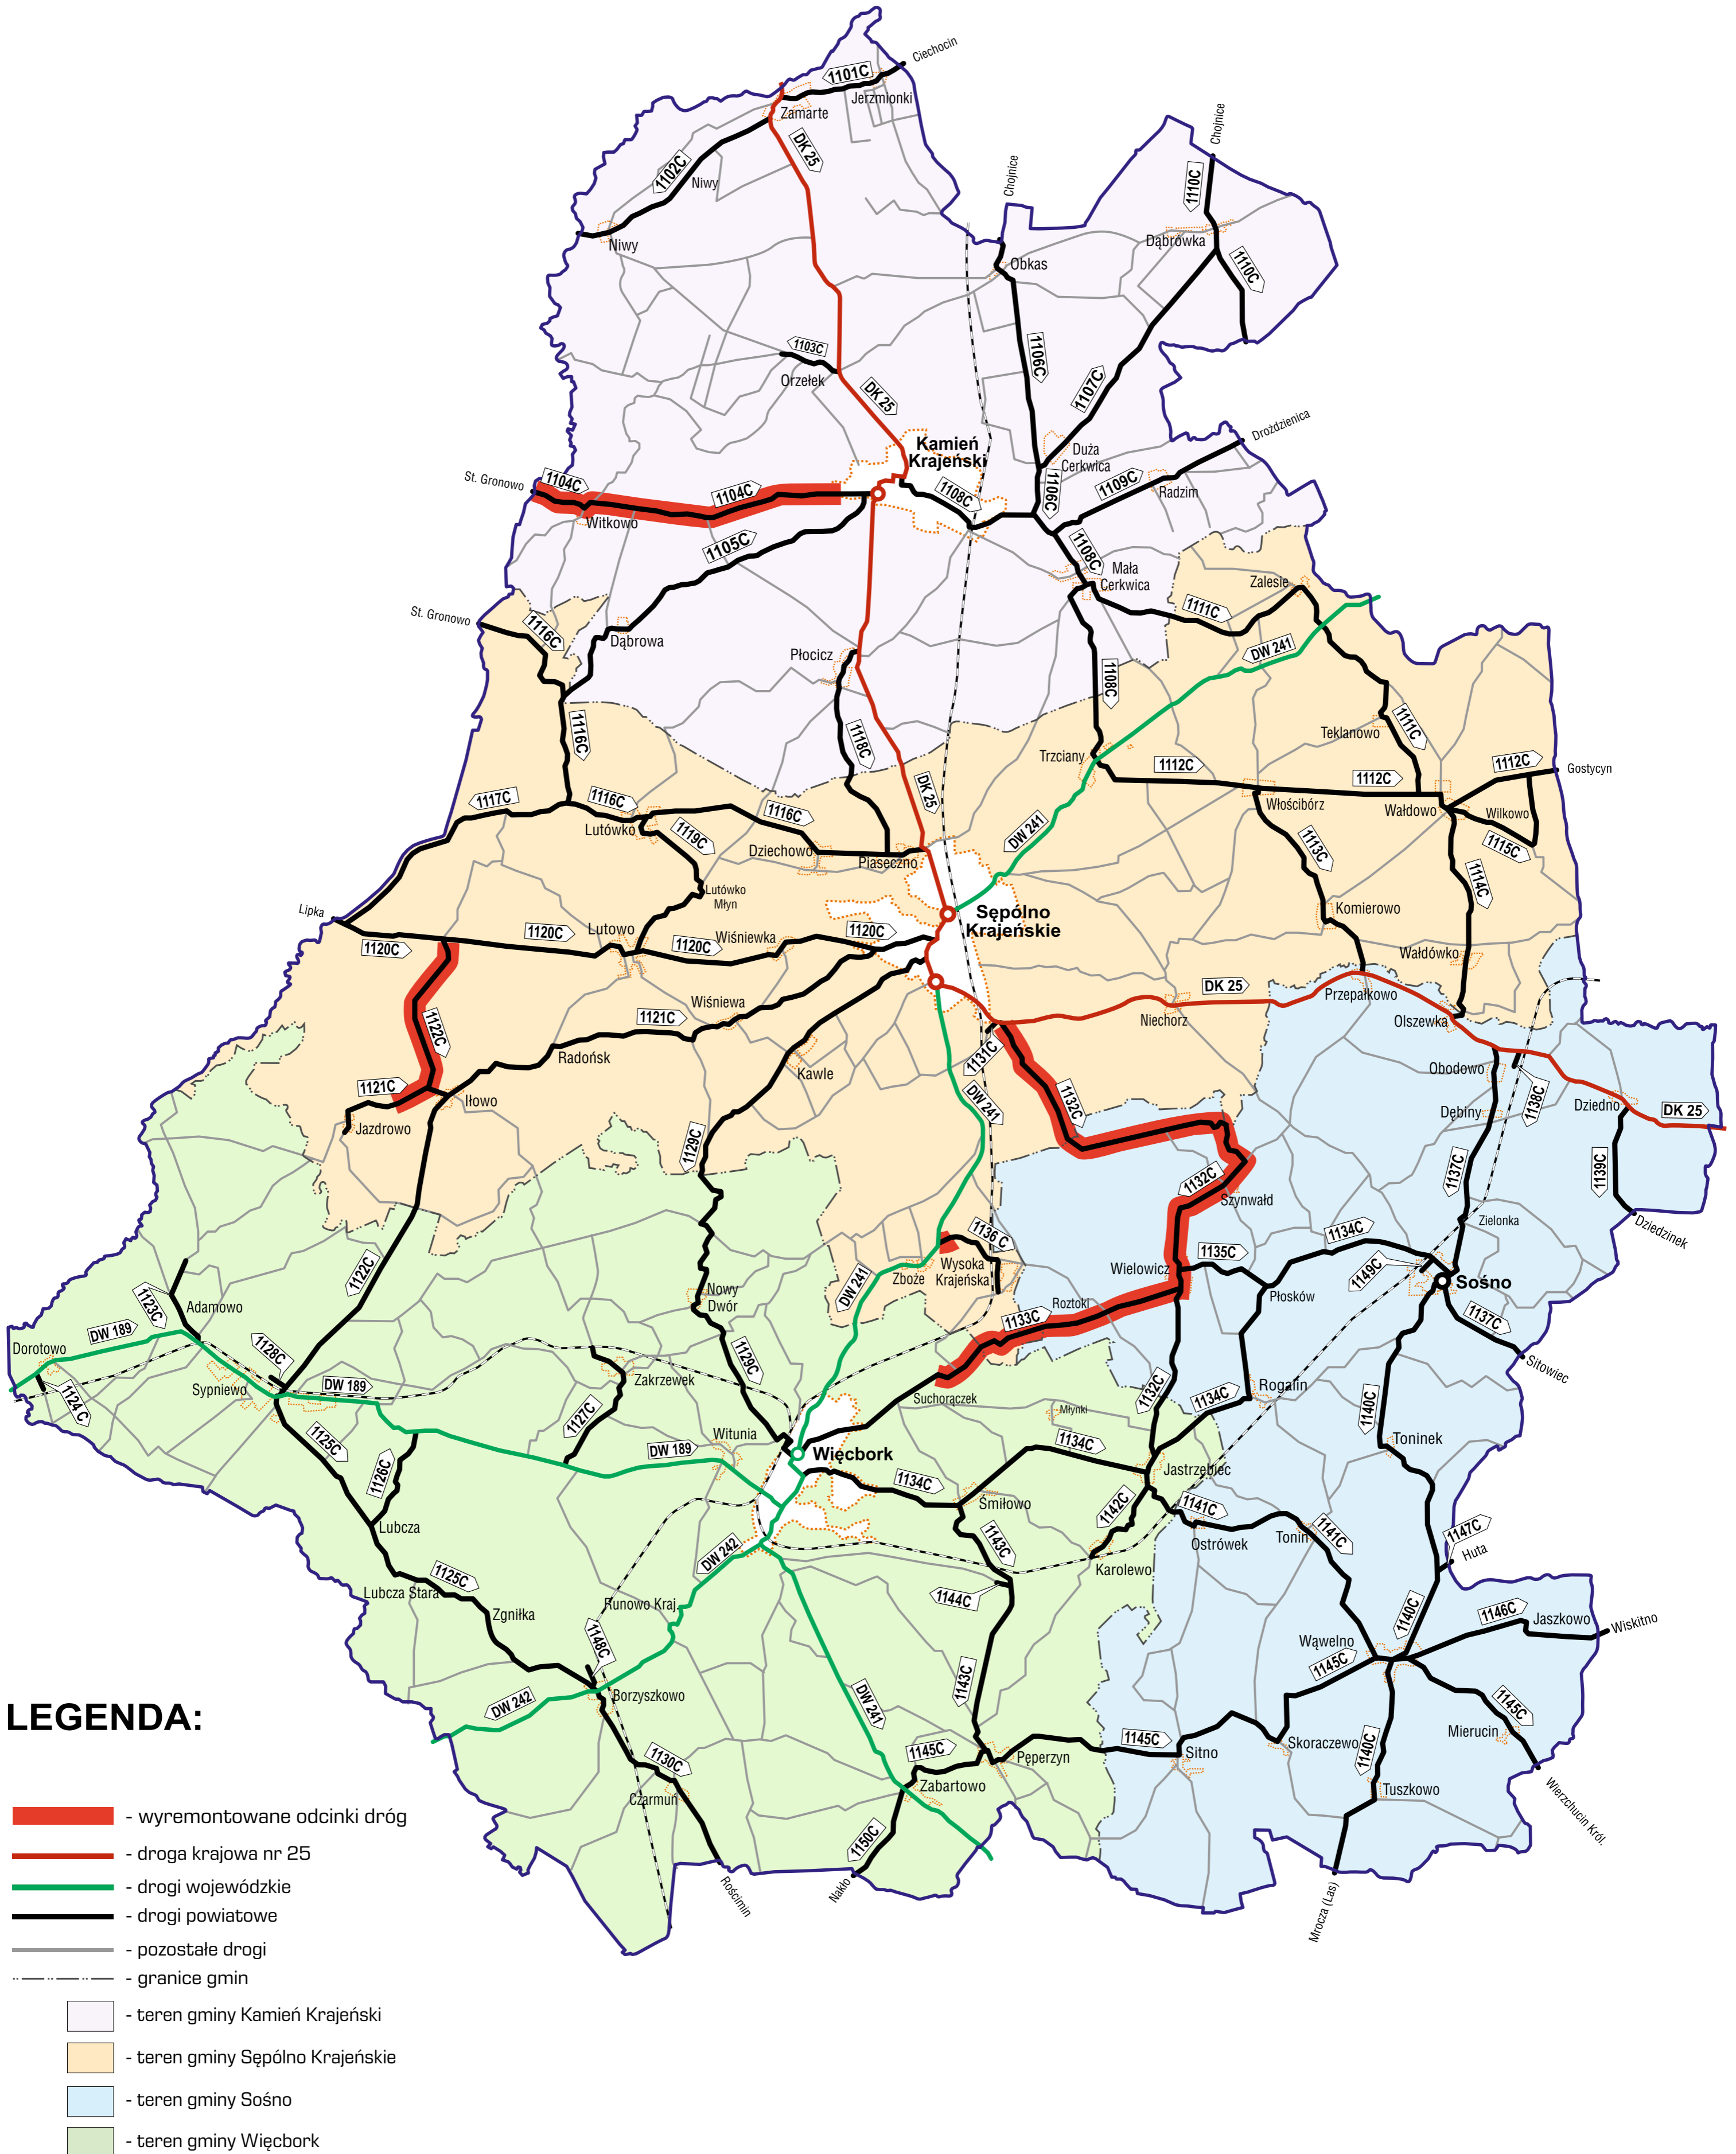 Ciechocin
1101C
Jerzmionki
Zamarte
DK 25
1102C
Niwy
Niwy
Chojnice
Chojnice
1110C
Dąbrówka
1110C
Obkas
1103C
Orzełek
DK 25
1106C
1107C
Kamień
Krajeński
Duża
Cerkwica
Drożdzienica
St. Gronowo
1104C
1104C
Witkowo
1108C
1106C
1109C
Radzim
1105C
1108C
Mała
Cerkwica
Zalesie
St. Gronowo
1116C
Dąbrowa
1111C
Płocicz
DW 241
1108C
1116C
1118C
Teklanowo
1111C
Trzciany
1112C
1112C
1112C
Gostycyn
DK 25
1117C
1116C
Lutówko
1116C
1119C
Dziechowo
Piaseczno
DW 241
Włościbórz
Wałdowo
Wilkowo
1115C
1113C
1114C
Lutówko
Młyn
Lipka
Sępólno
Krajeńskie
Komierowo
1120C
1120C
Lutowo
1120C
Wiśniewka
1120C
Wałdówko
Przepałkowo
DK 25
Niechorz
Olszewka
Wiśniewa
1121C
1122C
Radońsk
Kawle
1131C
Obodowo
1138C
Dziedno
DK 25
1121C
Iłowo
Jazdrowo
DW 241
1132C
Dębiny
1129C
1137C
1139C
1132C
Szynwałd
Zielonka
Dziedzinek
1136 C
Wysoka
Krajeńska
Zboże
1134C
1135C
Wielowicz
1149C
Sośno
Płosków
1122C
Nowy
Dwór
DW 241
Roztoki
1133C
1137C
Sitowiec
1123C
Adamowo
DW 189
Dorotowo
1124 C
Sypniewo
1128C
DW 189
1129C
Zakrzewek
1127C
Suchorączek
Młynki
1132C
1134C
Rogalin
1140C
1125C
1126C
Witunia
DW 189
Więcbork
1134C
1134C
Jastrzębiec
Toninek
Śmiłowo
1142C
1141C
Ostrówek
Tonin
1141C
1147C
Huta
Lubcza
DW 242
1143C
Karolewo
1144C
1125C
Lubcza Stara
Zgniłka
Runowo Kraj.
1148C
1140C
1146C
Jaszkowo
Wiskitno
Wąwelno
1145C
1143C
DW 241
Borzyszkowo
DW 242
1145C
Mierucin
Wierzchucin Król.
1130C
Czarmuń
1145C
Pęperzyn
1145C
Sitno
Skoraczewo
1140C
Tuszkowo
Zabartowo
1150C
Nakło
Rościmin
Mrocza (Las)
LEGENDA:
- wyremontowane odcinki dróg
- droga krajowa nr 25
- drogi wojewódzkie
- drogi powiatowe
- pozostałe drogi
- granice gmin
- teren gminy Kamień Krajeński
- teren gminy Sępólno Krajeńskie
- teren gminy Sośno
- teren gminy Więcbork